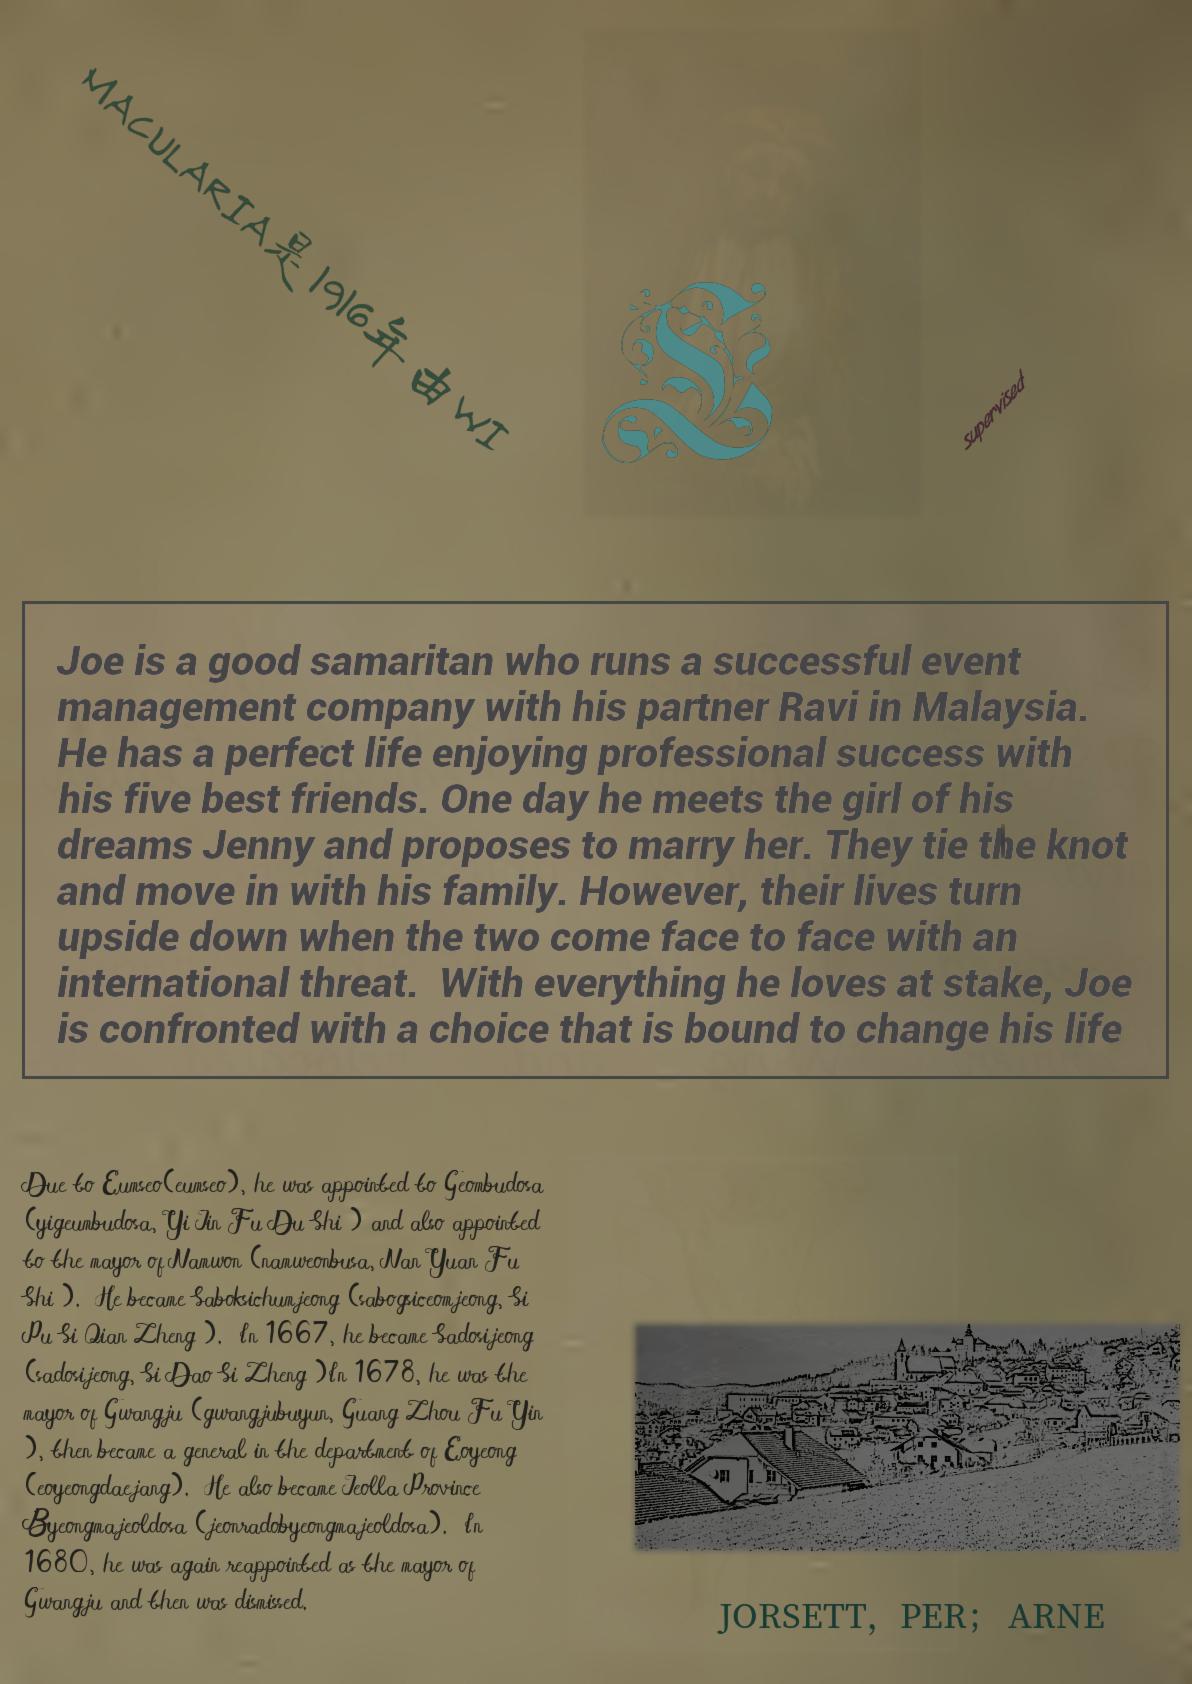 MACULARIA是 1916年 由 WI
L
supervised
Joe is a good samaritan who runs a successful event
management company with his partner Ravi in Malaysia.
He has a perfect life enjoying professional success with
his five best friends. One day he meets the girl of his
dreams Jenny and proposes to marry her. They tie the knot
and move in with his family. However, their lives turn
upside down when the two come face to face with an
international threat.  With everything he loves at stake, Joe
is confronted with a choice that is bound to change his life
Due to Eumseo(eumseo), he was appointed to Geombudosa
(yigeumbudosa, Yi Jin Fu Du Shi ) and also appointed
to the mayor of Namwon (namweonbusa, Nan Yuan Fu
Shi ).  He became Saboksichumjeong (sabogsiceomjeong, Si
Pu Si Qian Zheng ).  In 1667, he became Sadosijeong
(sadosijeong, Si Dao Si Zheng )In 1678, he was the
mayor of Gwangju (gwangjubuyun, Guang Zhou Fu Yin
), then became a general in the department of Eoyeong
(eoyeongdaejang).  He also became Jeolla Province
Byeongmajeoldosa (jeonradobyeongmajeoldosa).  In
1680, he was again reappointed as the mayor of
Gwangju and then was dismissed.
JORSETT, PER; ARNE